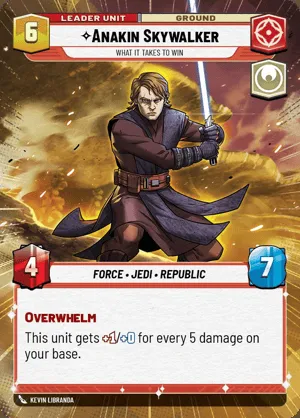 LEADER UNIT GROUND
6
✧ANAKIN SKYWALKER
WHAT IT TAKES TO WIN
4
7
FORCE • JEDI • REPUBLIC
OVERWHELM
This unit gets +1/+0 for every 5 damage on
your base.
KEVIN LIBRANDA